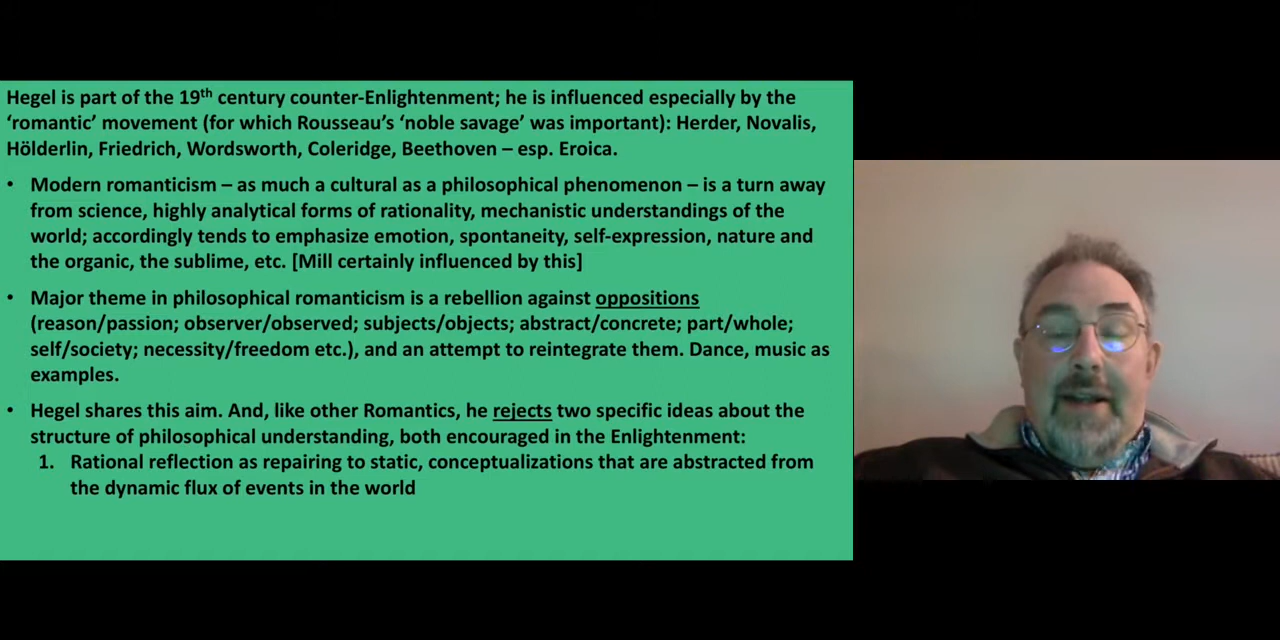 Hegel is part of the 19th century counter-Enlightenment; he is influenced especially by the
‘romantic’ movement (for which Rousseau’s ‘noble savage’ was important): Herder, Novalis,
Hölderlin, Friedrich, Wordsworth, Coleridge, Beethoven – esp. Eroica.
• Modern romanticism – as much a cultural as a philosophical phenomenon – is a turn away
from science, highly analytical forms of rationality, mechanistic understandings of the
world; accordingly tends to emphasize emotion, spontaneity, self-expression, nature and
the organic, the sublime, etc. [Mill certainly influenced by this]
• Major theme in philosophical romanticism is a rebellion against oppositions
(reason/passion; observer/observed; subjects/objects; abstract/concrete; part/whole;
self/society; necessity/freedom etc.), and an attempt to reintegrate them. Dance, music as
examples.
• Hegel shares this aim. And, like other Romantics, he rejects two specific ideas about the
structure of philosophical understanding, both encouraged in the Enlightenment:
1. Rational reflection as repairing to static, conceptualizations that are abstracted from
the dynamic flux of events in the world